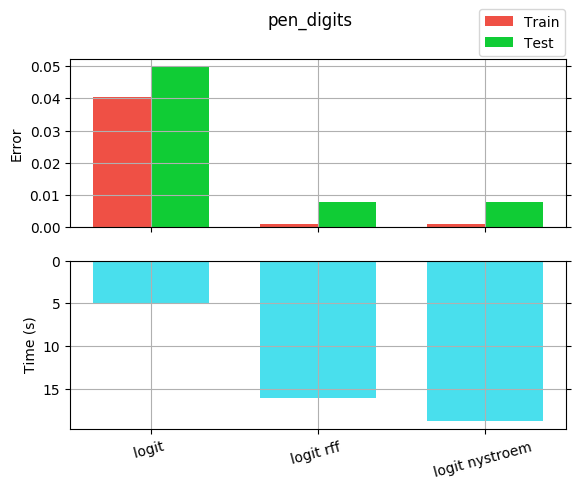 pen_digits
Train
Test
0.05
0.04
0.03
0.02
0.01
0.00
Error
0
5
10
15
Time (s)
logit
logit rff
logit nystroem